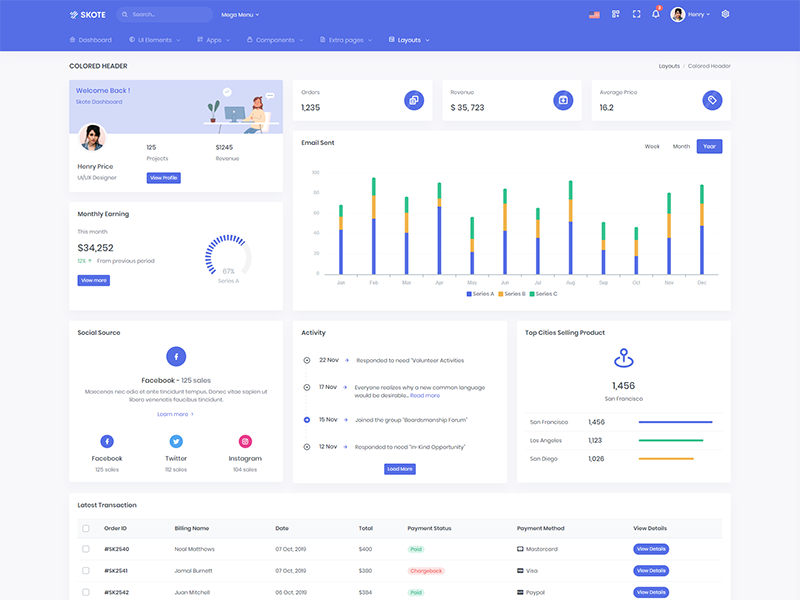 SKOTE
Search...
Mega Menu
Henry
Dashboard
UI Elements
Apps
Components
Extra pages
Layouts
COLORED HEADER
Layouts / Colored Header
Welcome Back !
Skote Dashboard
Henry Price
UI/UX Designer
125
Projects
$1245
Revenue
View Profile
Orders
1,235
Revenue
$ 35, 723
Average Price
16.2
Email Sent
Week
Month
Year
100
80
60
40
20
0
Jan
Feb
Mar
Apr
May
Jun
Jul
Aug
Sep
Oct
Nov
Dec
Series A
Series B
Series C
Monthly Earning
This month
$34,252
12% From previous period
View more
67%
Series A
Social Source
Facebook - 125 sales
Maecenas nec odio et ante tincidunt tempus. Donec vitae sapien ut
libero venenatis faucibus tincidunt.
Learn more
Facebook
125 sales
Twitter
112 sales
Instagram
104 sales
Activity
22 Nov Responded to need "Volunteer Activities
17 Nov Everyone realizes why a new common language
would be desirable... Read more
15 Nov Joined the group "Boardsmanship Forum"
12 Nov Responded to need "In-Kind Opportunity"
Load More
Top Cities Selling Product
1,456
San Francisco
San Francisco 1,456
Los Angeles 1,123
San Diego 1,026
Latest Transaction
Order ID Billing Name Date Total Payment Status Payment Method View Details
#SK2540 Neal Matthews 07 Oct, 2019 $400 Paid Mastercard View Details
#SK2541 Jamal Burnett 07 Oct, 2019 $380 Chargeback Visa View Details
#SK2542 Juan Mitchell 06 Oct, 2019 $384 Paid Paypal View Details